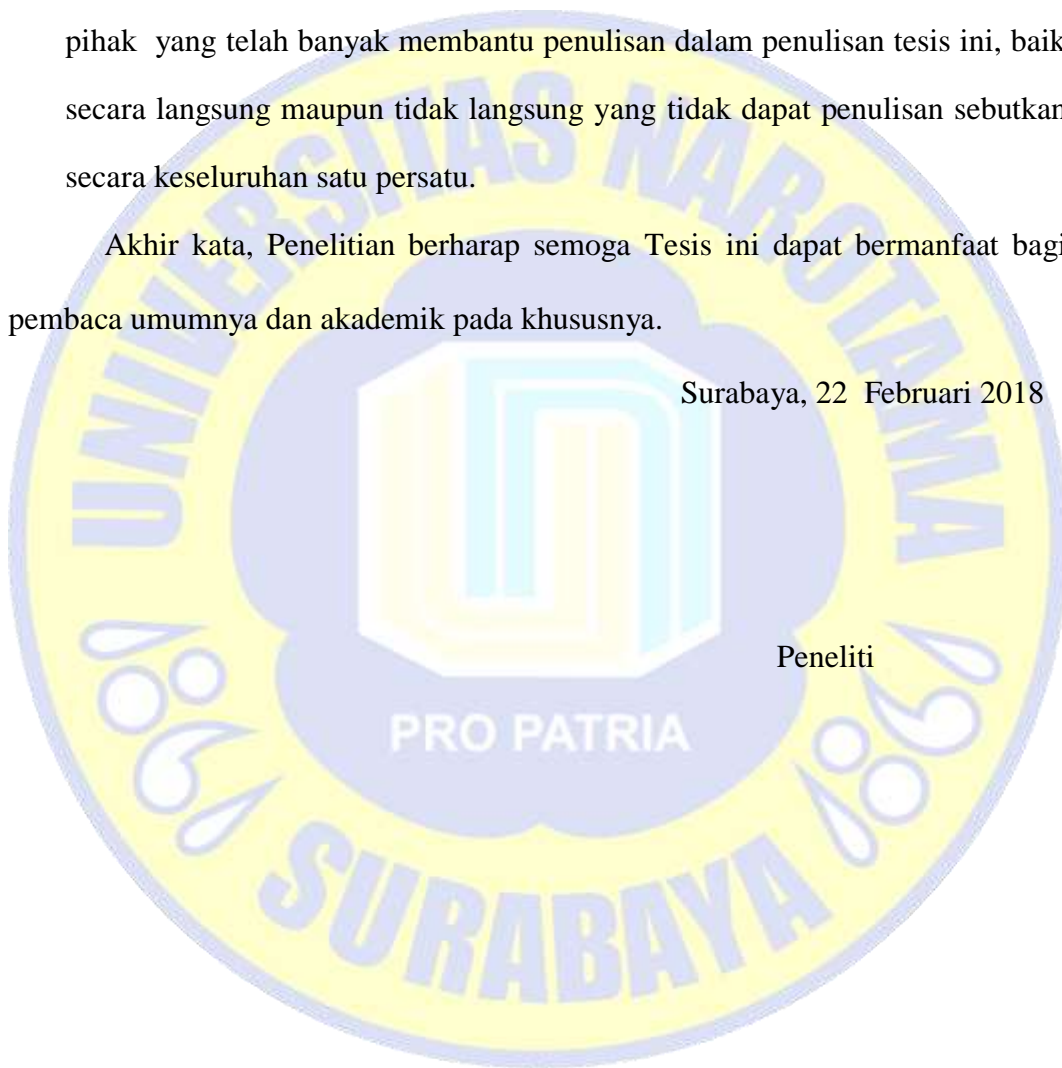 pihak yang telah banyak membantu penulisan dalam penulisan tesis ini, baik
secara langsung maupun tidak langsung yang tidak dapat penulisan sebutkan
secara keseluruhan satu persatu.
Akhir kata, Penelitian berharap semoga Tesis ini dapat bermanfaat bagi
pembaca umumnya dan akademik pada khususnya.
Surabaya, 22 Februari 2018
Peneliti
UNIVERSITAS NAROTAMA
PRO PATRIA
SURABAYA